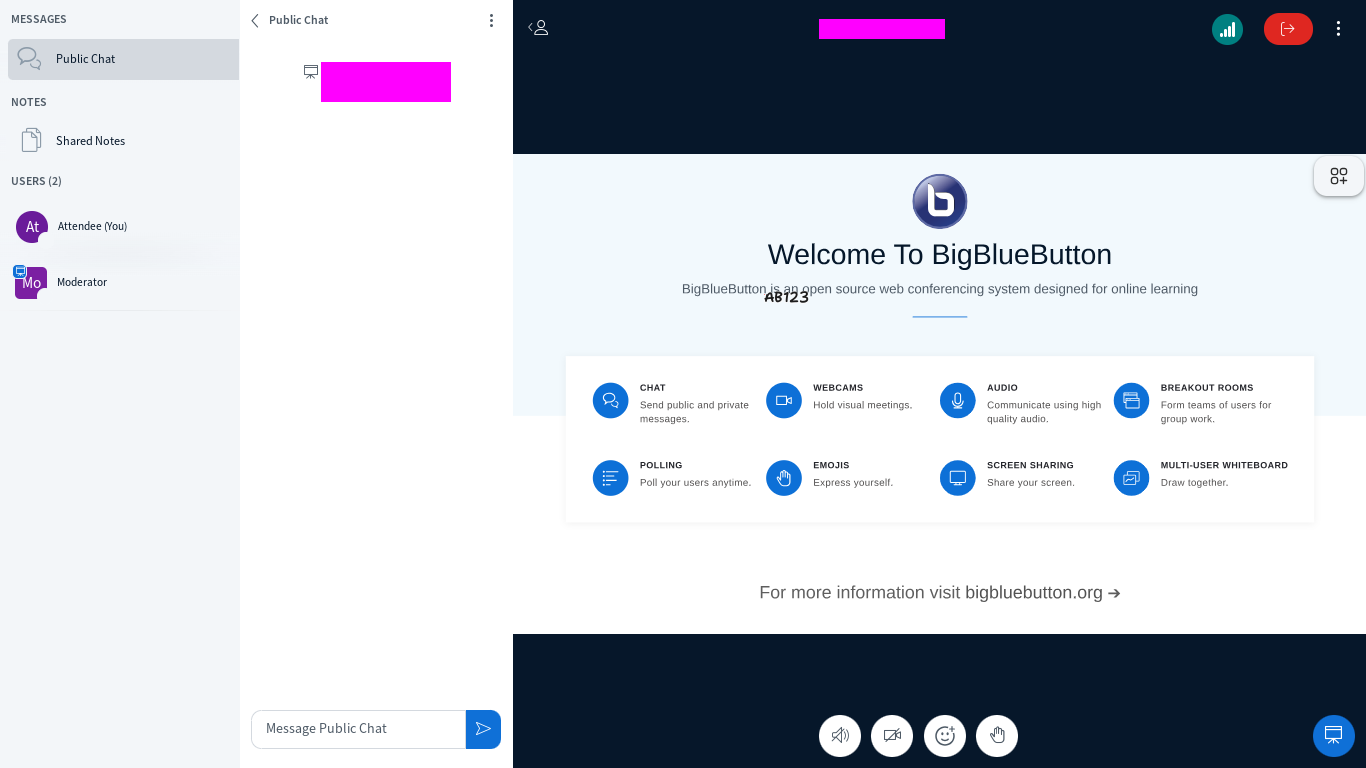 MESSAGES
Public Chat
NOTES
Shared Notes
USERS (2)
At
Attendee (You)
Mo
Moderator
Public Chat
Message Public Chat
Welcome To BigBlueButton
BigBlueButton is an open source web conferencing system designed for online learning
AB123
CHAT
Send public and private
messages.
WEBCAMS
Hold visual meetings.
AUDIO
Communicate using high
quality audio.
BREAKOUT ROOMS
Form teams of users for
group work.
POLLING
Poll your users anytime.
EMOJIS
Express yourself.
SCREEN SHARING
Share your screen.
MULTI-USER WHITEBOARD
Draw together.
For more information visit bigbluebutton.org →